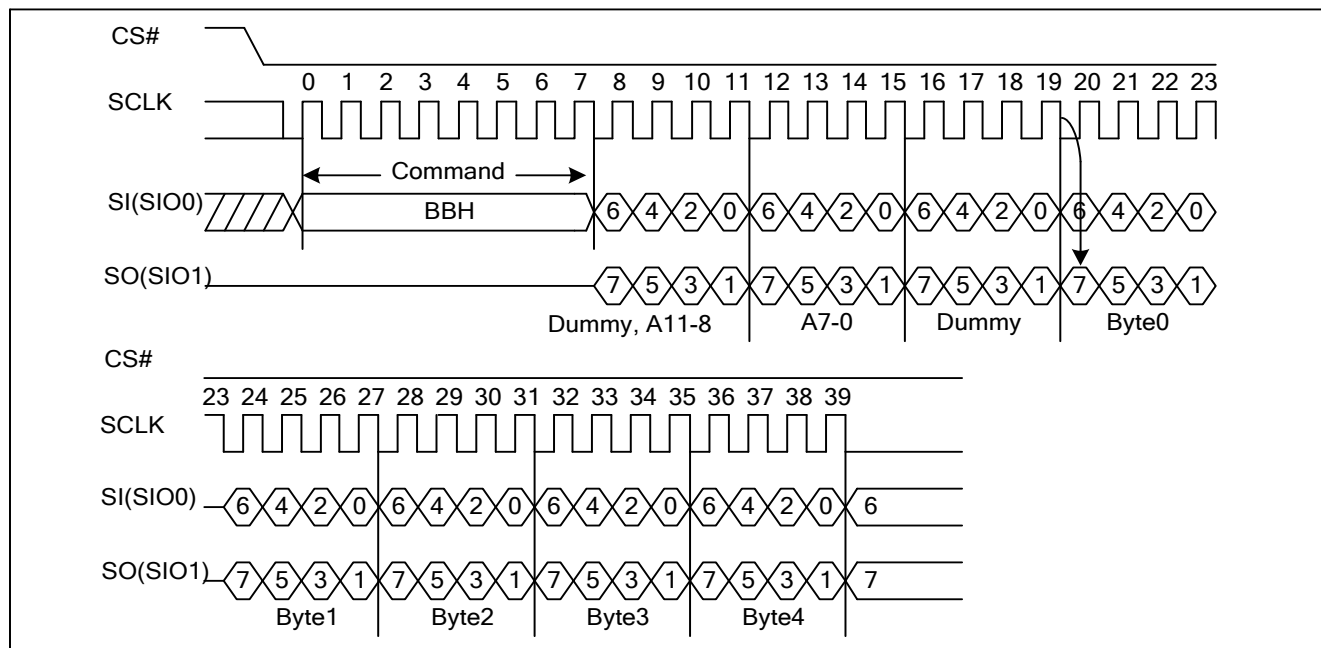 CS#
0 1 2 3 4 5 6 7 8 9 10 11 12 13 14 15 16 17 18 19 20 21 22 23
SCLK
Command
SI(SIO0) BBH 6 4 2 0 6 4 2 0 6 4 2 0 6 4 2 0
SO(SIO1) 7 5 3 1 7 5 3 1 7 5 3 1 7 5 3 1
Dummy, A11-8 A7-0 Dummy Byte0
CS#
23 24 25 26 27 28 29 30 31 32 33 34 35 36 37 38 39
SCLK
SI(SIO0) 6 4 2 0 6 4 2 0 6 4 2 0 6 4 2 0 6
SO(SIO1) 7 5 3 1 7 5 3 1 7 5 3 1 7 5 3 1 7
Byte1 Byte2 Byte3 Byte4